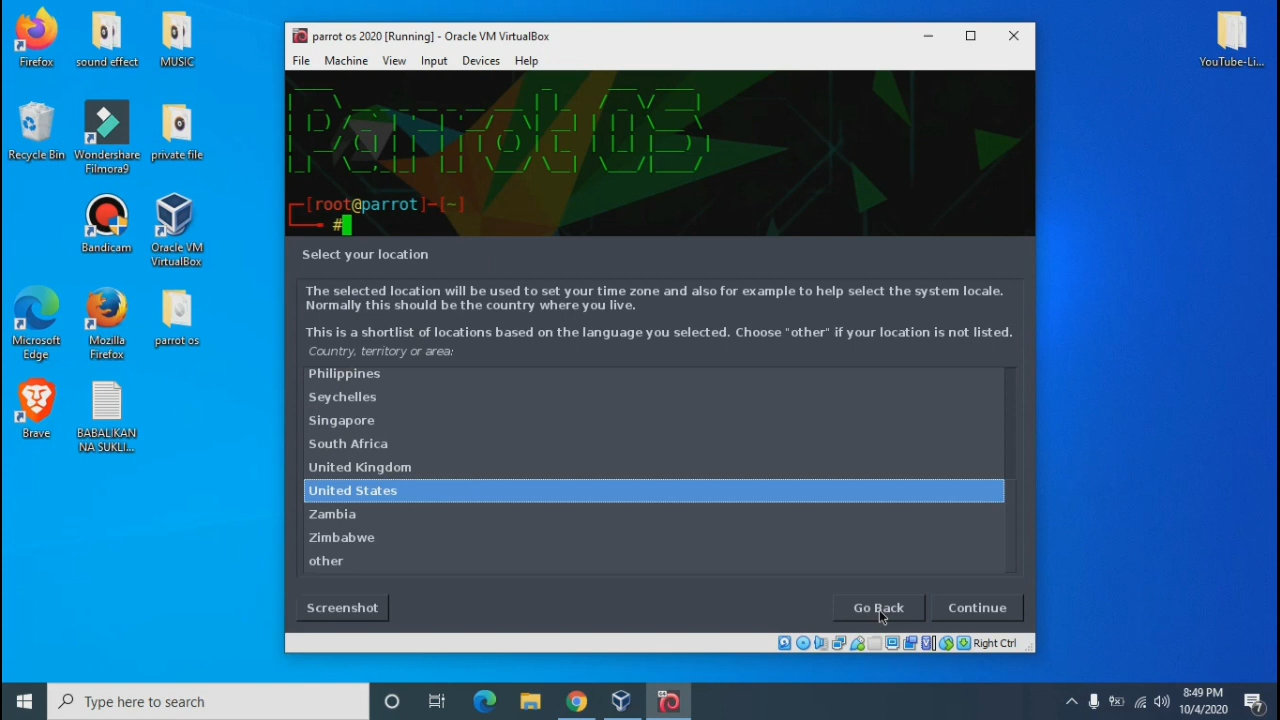 Firefox
sound effect
MUSIC
Recycle Bin
Wondershare
Filmora9
private file
Bandicam
Oracle VM
VirtualBox
Microsoft
Edge
Mozilla
Firefox
parrot os
Brave
BABALIKAN
NA SUKLI...
YouTube-Li...
parrot os 2020 [Running] - Oracle VM VirtualBox
File Machine View Input Devices Help
Parrot OS
[root@parrot]-[~]
#
Select your location
The selected location will be used to set your time zone and also for example to help select the system locale.
Normally this should be the country where you live.
This is a shortlist of locations based on the language you selected. Choose "other" if your location is not listed.
Country, territory or area:
Philippines
Seychelles
Singapore
South Africa
United Kingdom
United States
Zambia
Zimbabwe
other
Screenshot
Go Back
Continue
Right Ctrl
Type here to search
64
8:49 PM
10/4/2020
7